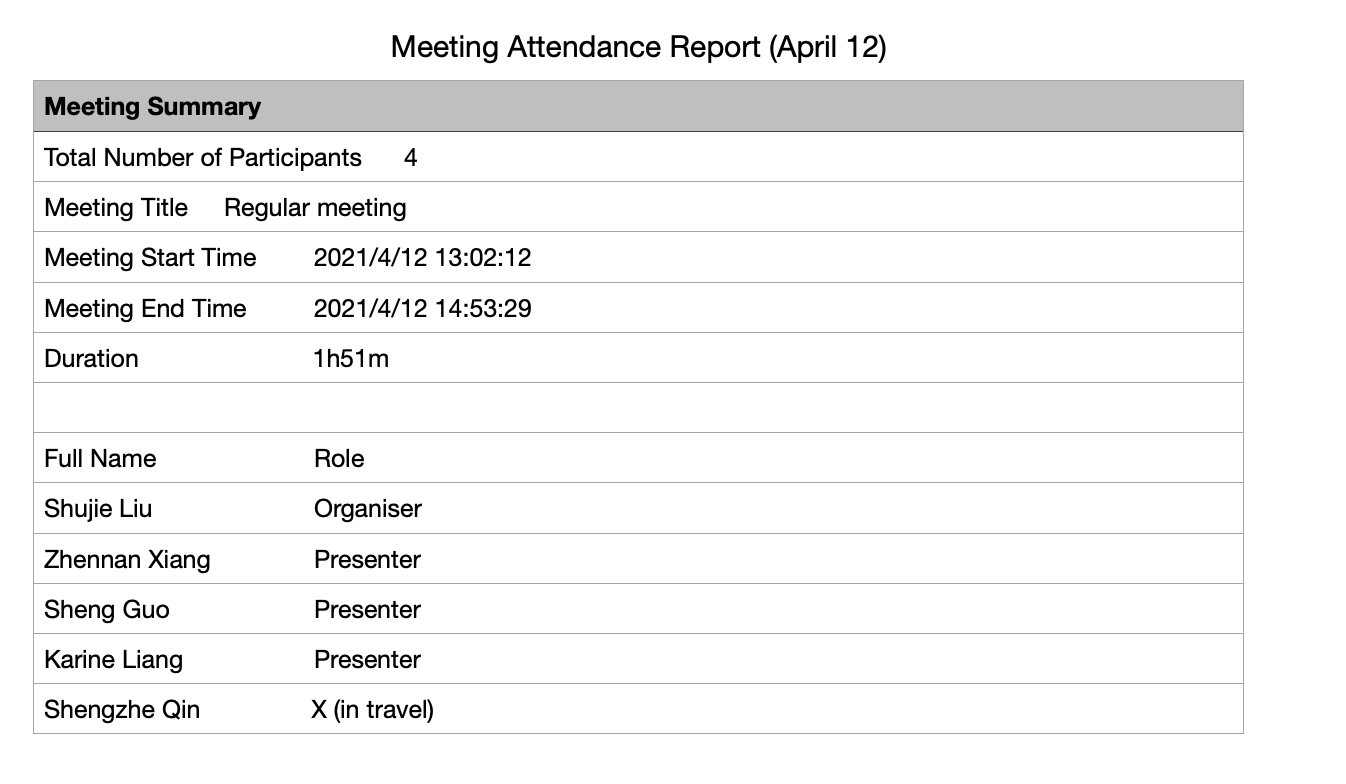 Meeting Attendance Report (April 12)
Meeting Summary
Total Number of Participants 4
Meeting Title Regular meeting
Meeting Start Time 2021/4/12 13:02:12
Meeting End Time 2021/4/12 14:53:29
Duration 1h51m
Full Name Role
Shujie Liu Organiser
Zhennan Xiang Presenter
Sheng Guo Presenter
Karine Liang Presenter
Shengzhe Qin X (in travel)